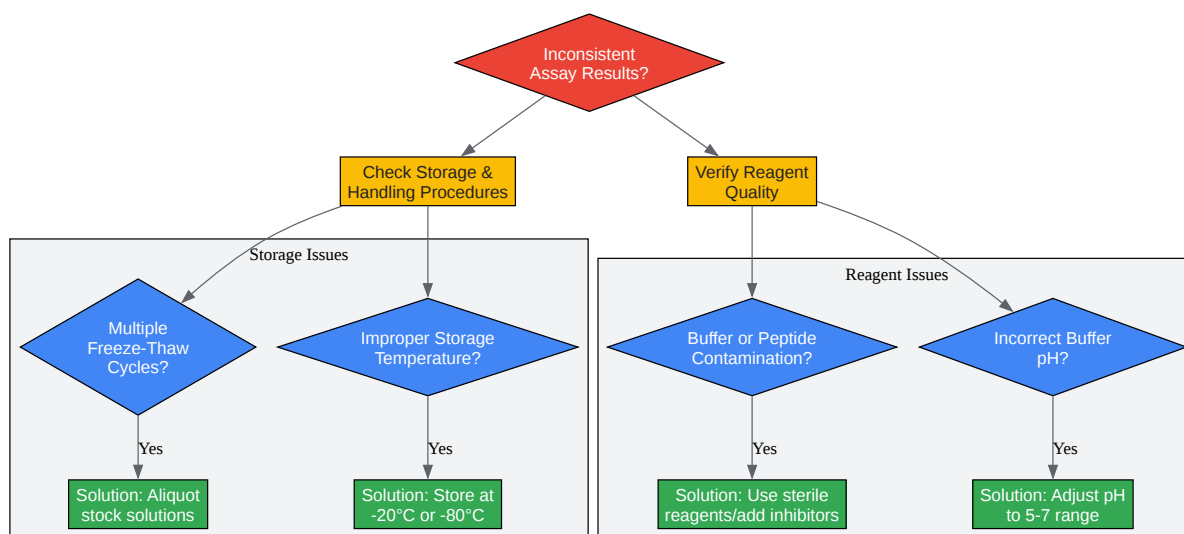 Inconsistent
Assay Results?
Check Storage &
Handling Procedures
Verify Reagent
Quality
Storage Issues
Reagent Issues
Multiple
Freeze-Thaw
Cycles?
Improper Storage
Temperature?
Buffer or Peptide
Contamination?
Incorrect Buffer
pH?
Yes
Yes
Yes
Yes
Solution: Aliquot
stock solutions
Solution: Store at
-20°C or -80°C
Solution: Use sterile
reagents/add inhibitors
Solution: Adjust pH
to 5-7 range